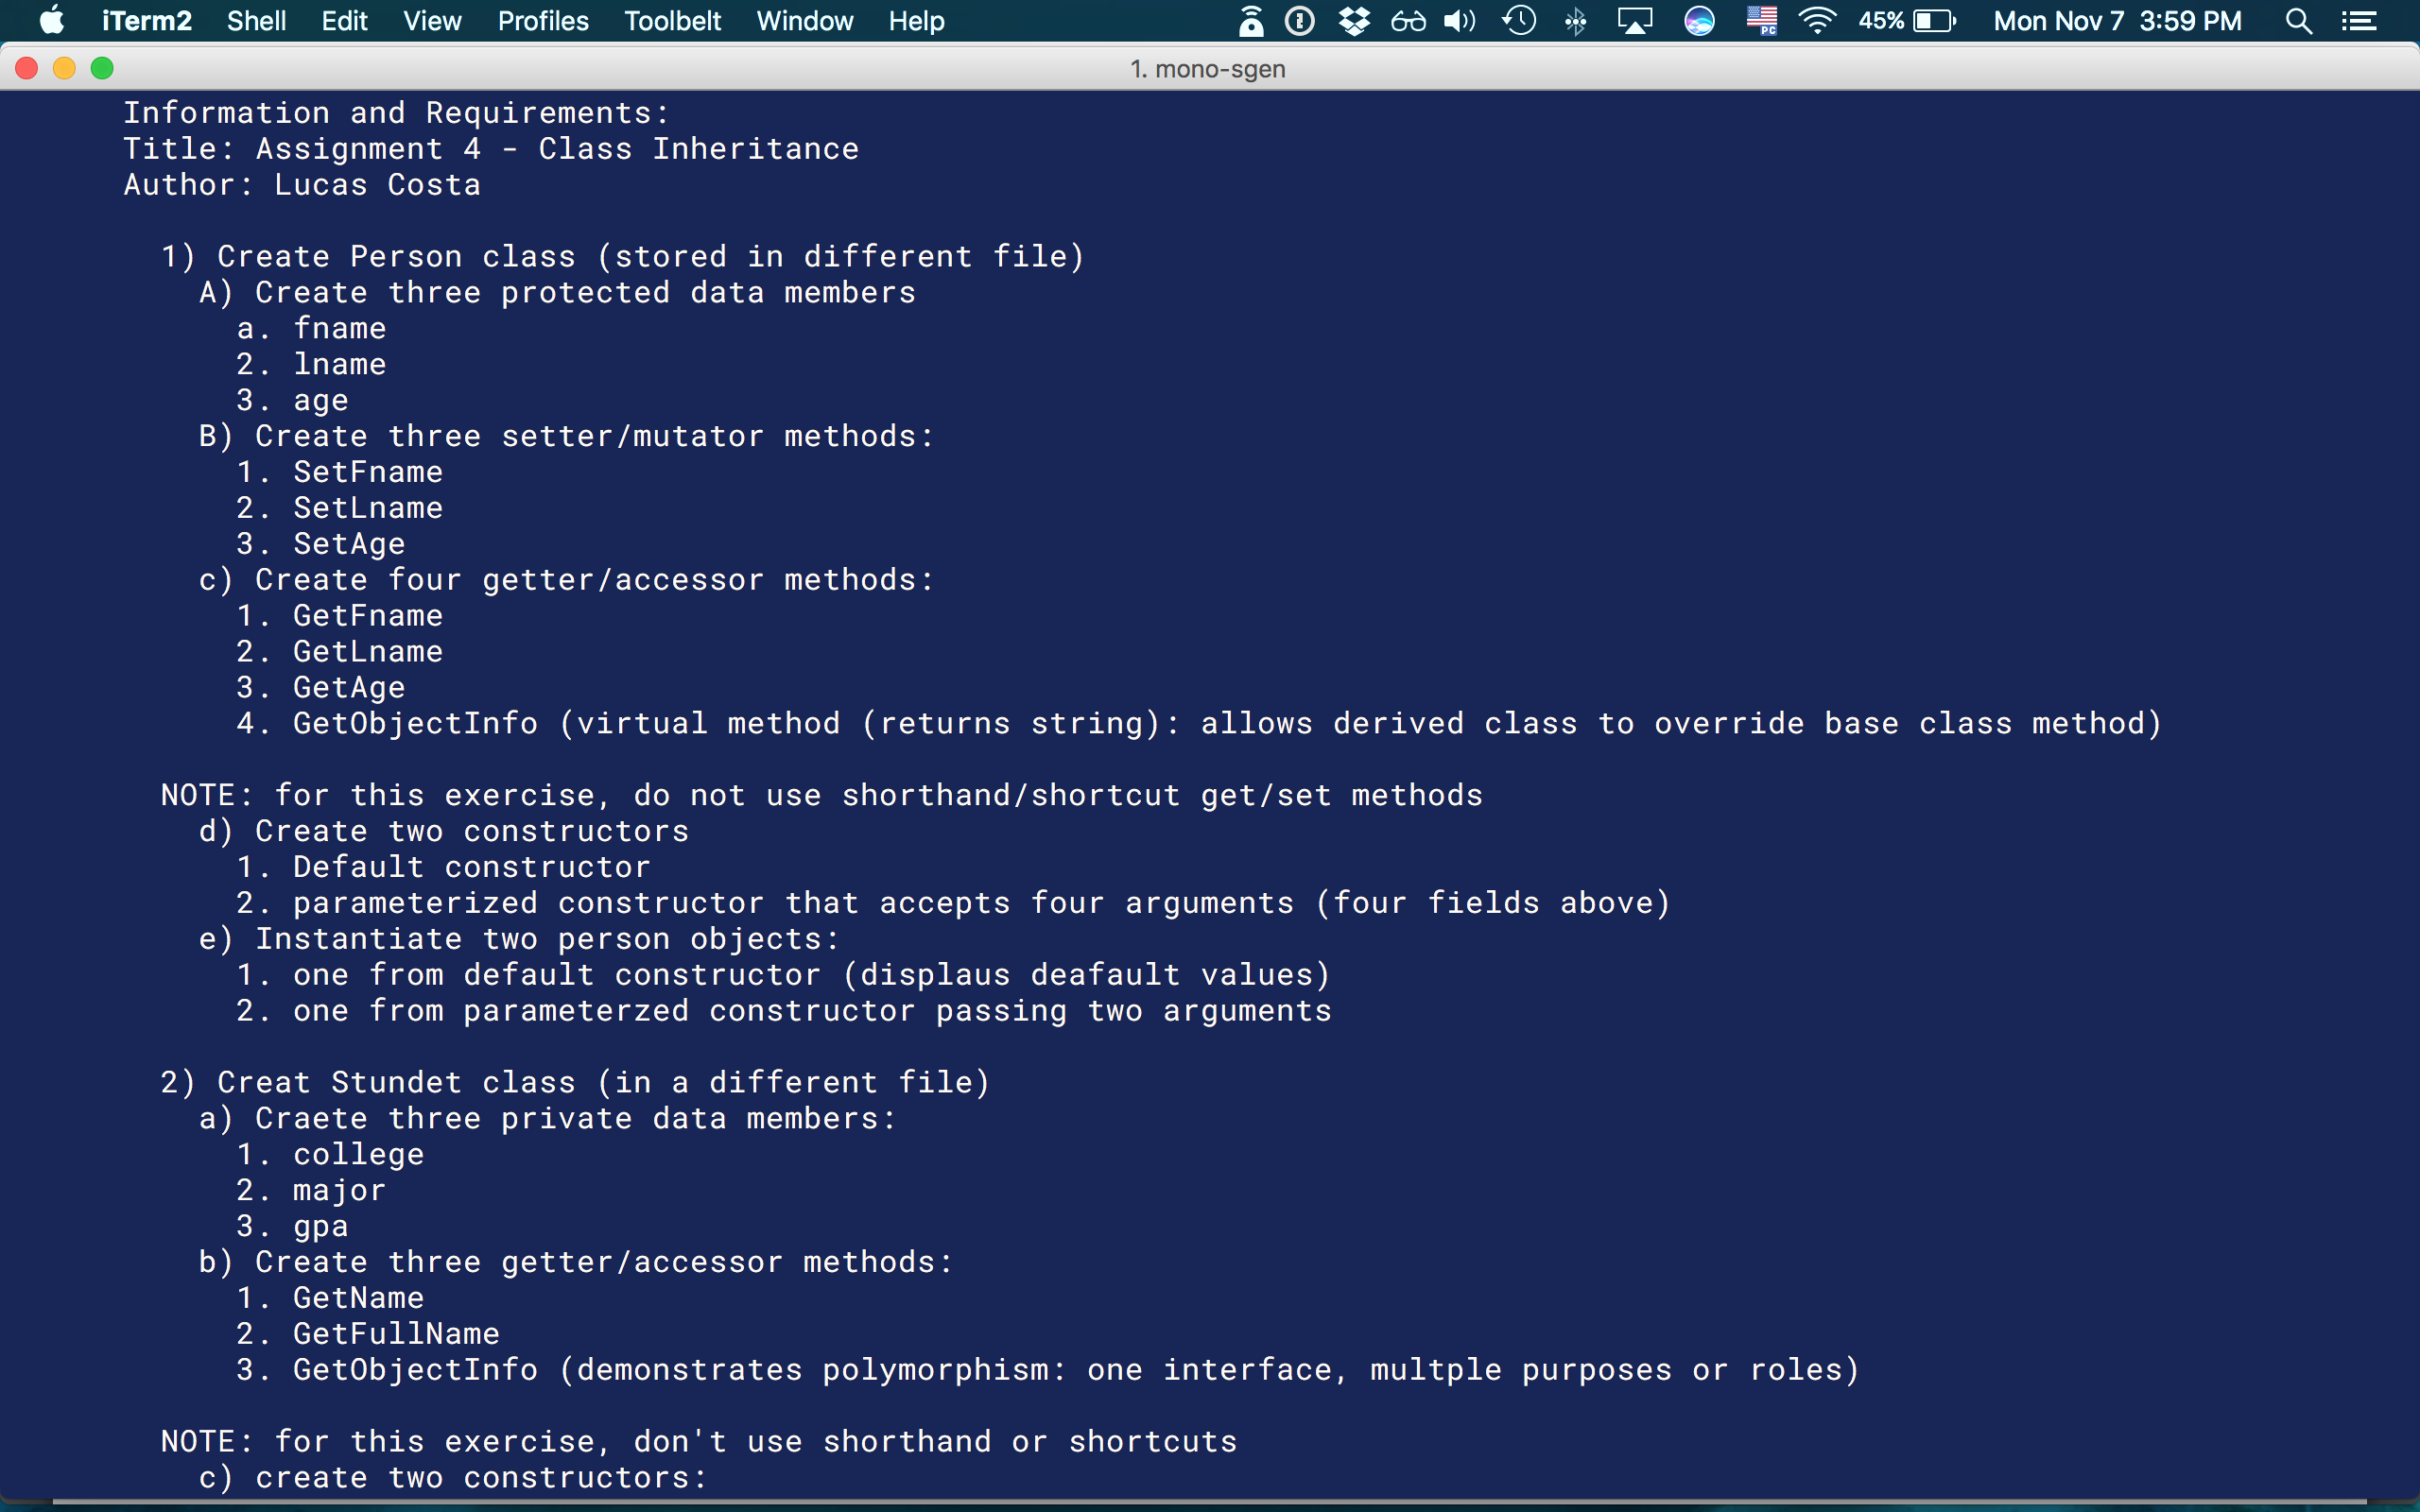 iTerm2 Shell Edit View Profiles Toolbelt Window Help 45% Mon Nov 7 3:59 PM
PC
1. mono-sgen
Information and Requirements:
Title: Assignment 4 - Class Inheritance
Author: Lucas Costa
1) Create Person class (stored in different file)
A) Create three protected data members
a. fname
2. lname
3. age
B) Create three setter/mutator methods:
1. SetFname
2. SetLname
3. SetAge
c) Create four getter/accessor methods:
1. GetFname
2. GetLname
3. GetAge
4. GetObjectInfo (virtual method (returns string): allows derived class to override base class method)
NOTE: for this exercise, do not use shorthand/shortcut get/set methods
d) Create two constructors
1. Default constructor
2. parameterized constructor that accepts four arguments (four fields above)
e) Instantiate two person objects:
1. one from default constructor (displaus deafault values)
2. one from parameterzed constructor passing two arguments
2) Creat Stundet class (in a different file)
a) Craete three private data members:
1. college
2. major
3. gpa
b) Create three getter/accessor methods:
1. GetName
2. GetFullName
3. GetObjectInfo (demonstrates polymorphism: one interface, multple purposes or roles)
NOTE: for this exercise, don't use shorthand or shortcuts
c) create two constructors: